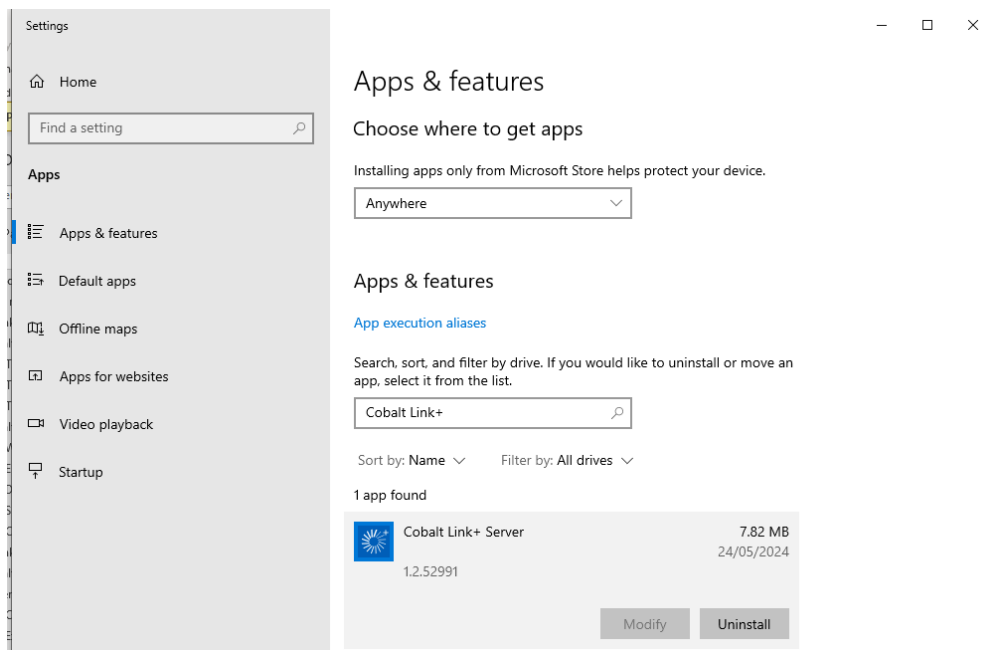 Settings
Home
Find a setting
Apps
Apps & features
Default apps
Offline maps
Apps for websites
Video playback
Startup
Apps & features
Choose where to get apps
Installing apps only from Microsoft Store helps protect your device.
Anywhere
Apps & features
App execution aliases
Search, sort, and filter by drive. If you would like to uninstall or move an
app, select it from the list.
Cobalt Link+
Sort by: Name Filter by: All drives
1 app found
Cobalt Link+ Server 7.82 MB
24/05/2024
1.2.52991
Modify Uninstall